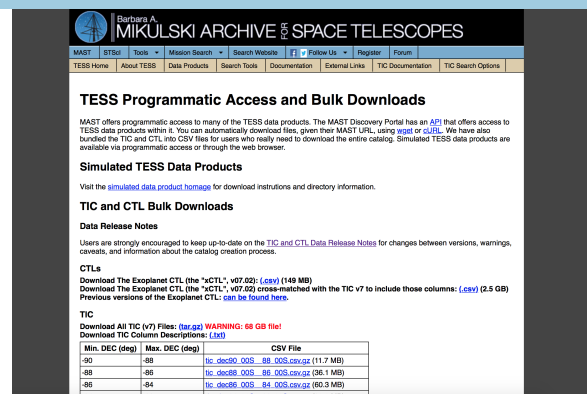 Barbara A.
MIKULSKI ARCHIVE FOR SPACE TELESCOPES
MAST STScI Tools Mission Search Search Website Follow Us Register Forum
TESS Home About TESS Data Products Search Tools Documentation External Links TIC Documentation TIC Search Options
TESS Programmatic Access and Bulk Downloads
MAST offers programmatic access to many of the TESS data products. The MAST Discovery Portal has an API that offers access to
TESS data products within it. You can automatically download files, given their MAST URL, using wget or cURL. We have also
bundled the TIC and CTL into CSV files for users who really need to download the entire catalog. Simulated TESS data products are
available via programmatic access or through the web browser.
Simulated TESS Data Products
Visit the simulated data product homage for download instrutions and directory information.
TIC and CTL Bulk Downloads
Data Release Notes
Users are strongly encouraged to keep up-to-date on the TIC and CTL Data Release Notes for changes between versions, warnings,
caveats, and information about the catalog creation process.
CTLs
Download The Exoplanet CTL (the "xCTL", v07.02): (.csv) (149 MB)
Download The Exoplanet CTL (the "xCTL", v07.02) cross-matched with the TIC v7 to include those columns: (.csv) (2.5 GB)
Previous versions of the Exoplanet CTL: can be found here.
TIC
Download All TIC (v7) Files: (tar.gz) WARNING: 68 GB file!
Download TIC Column Descriptions: (.txt)
Min. DEC (deg) Max. DEC (deg) CSV File
-90 -88 tic_dec90_00S__88_00S.csv.gz (11.7 MB)
-88 -86 tic_dec88_00S__86_00S.csv.gz (36.1 MB)
-86 -84 tic_dec86_00S__84_00S.csv.gz (60.3 MB)